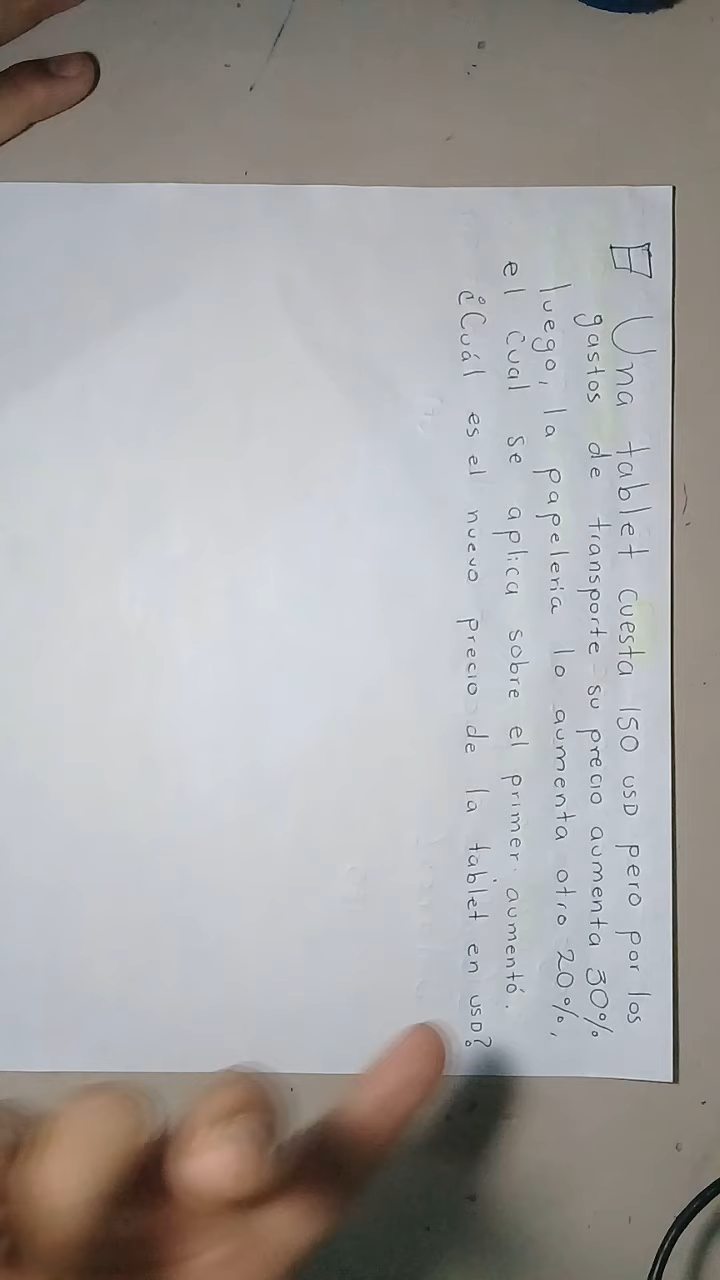 Una tablet cuesta 150 USD pero por los
gastos de transporte su precio aumenta 30%
luego, la papeleria lo aumenta otro 20%,
el cual se aplica sobre el primer aumentó.
¿Cuál es el nuevo precio de la tablet en USD?